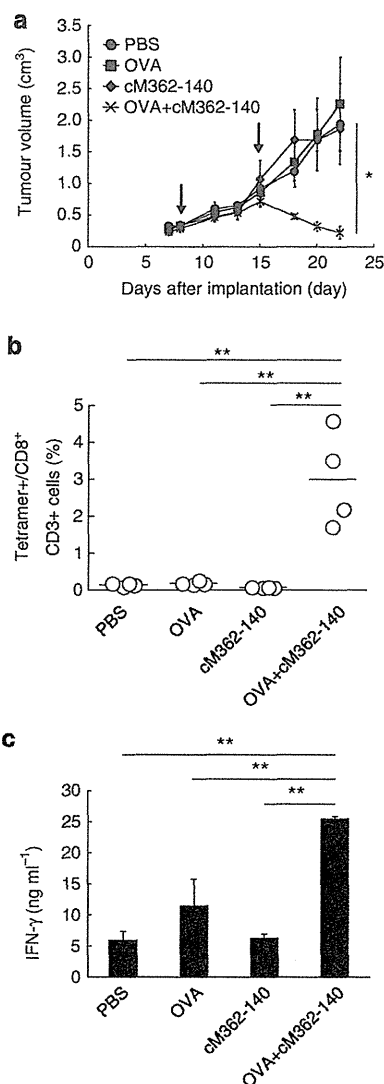 a
3.5
3.0
2.5
2.0
1.5
1.0
0.5
0
Tumour volume (cm³)
PBS
OVA
cM362-140
OVA+cM362-140
*
0 5 10 15 20 25
Days after implantation (day)
b
**
**
**
5
4
3
2
1
0
Tetramer+/CD8⁺
CD3+ cells (%)
PBS
OVA
cM362-140
OVA+cM362-140
c
**
**
**
30
25
20
15
10
5
0
IFN-γ (ng ml⁻¹)
PBS
OVA
cM362-140
OVA+cM362-140